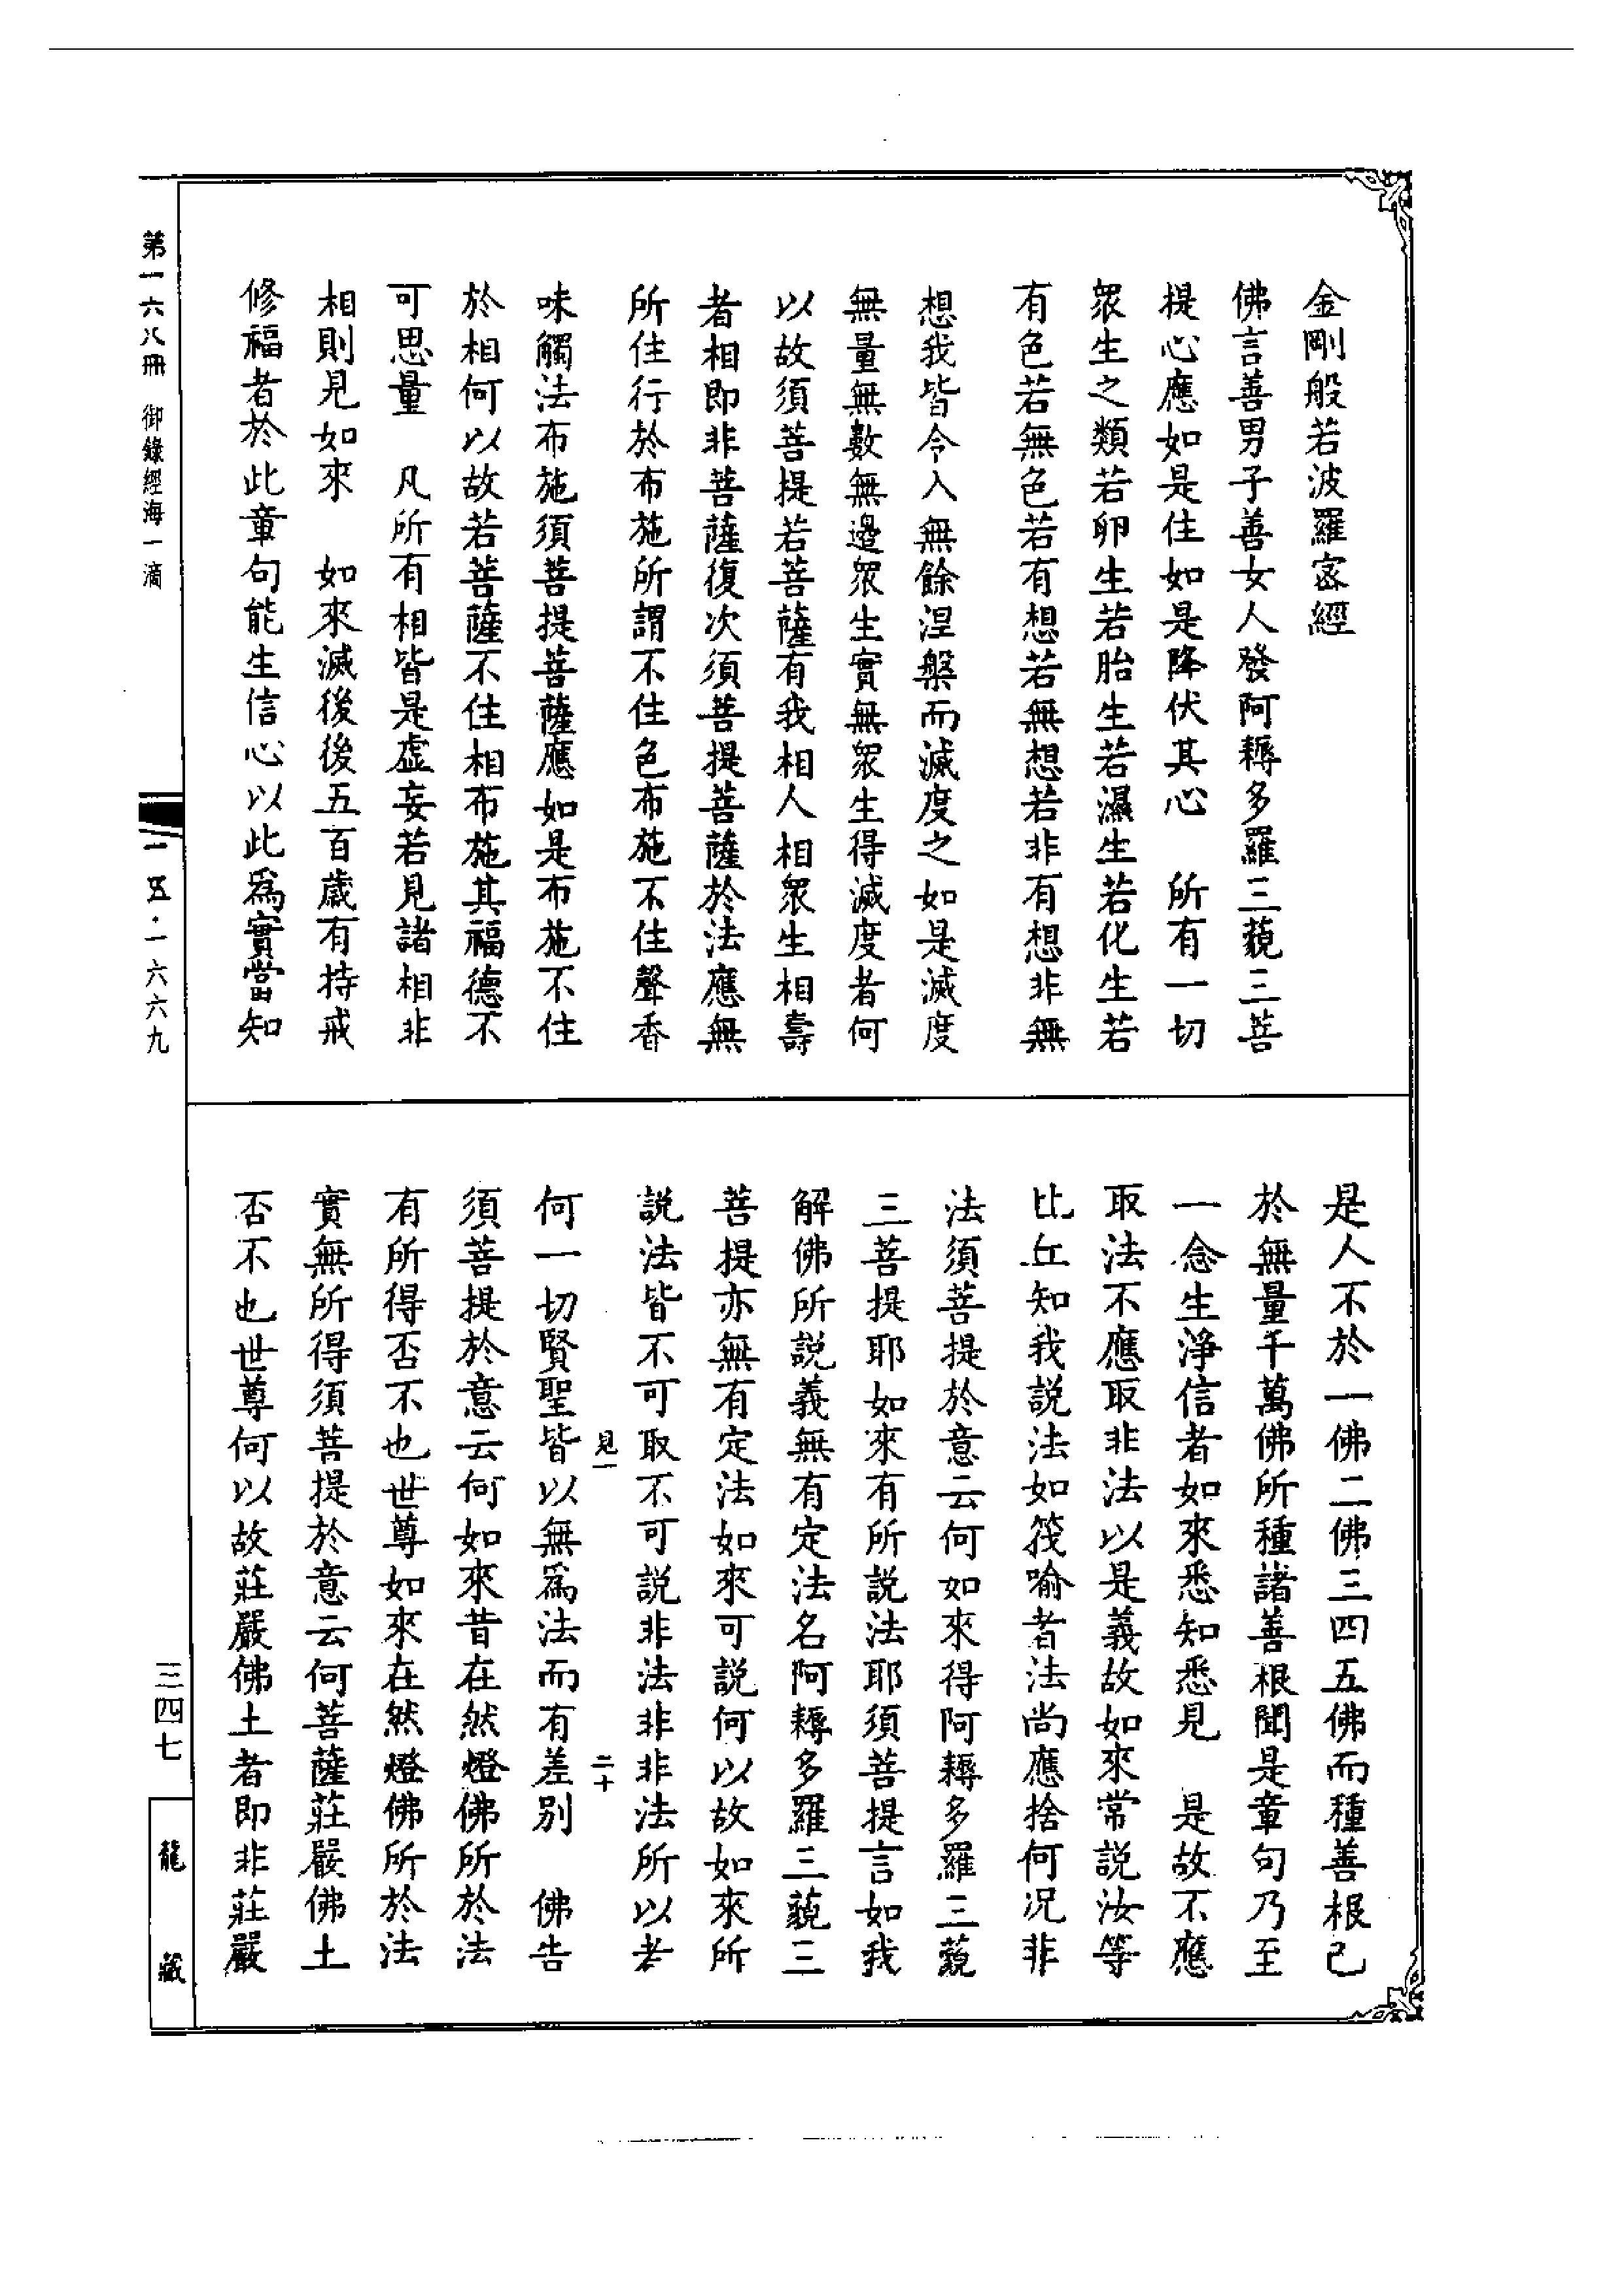 金剛般若波羅宻經
佛言善男子善女人發阿耨多羅三藐三菩
提心應如是住如是降伏其心　所有一切
眾生之類若卵生若胎生若濕生若化生若
有色若無色若有想若無想若非有想非無
想我皆令入無餘涅槃而滅度之如是滅度
無量無數無邊眾生實無眾生得滅度者何
以故須菩提若菩薩有我相人相眾生相壽
者相即非菩薩復次須菩提菩薩於法應無
所住行於布施所謂不住色布施不住聲香
味觸法布施須菩提菩薩應如是布施不住
於相何以故若菩薩不住相布施其福德不
可思量　凡所有相皆是虛妄若見諸相非
相則見如來　如來滅後後五百歲有持戒
修福者於此章句能生信心以此為實當知
是人不於一佛二佛三四五佛而種善根已
於無量千萬佛所種諸善根聞是章句乃至
一念生淨信者如來悉知悉見　是故不應
取法不應取非法以是義故如來常說汝等
比丘知我說法如筏喻者法尚應捨何况非
法須菩提於意云何如來得阿耨多羅三藐
三菩提耶如來有所說法耶須菩提言如我
解佛所說義無有定法名阿耨多羅三藐三
菩提亦無有定法如來可說何以故如來所
說法皆不可取不可說非法非非法所以者
見一　二十
何一切賢聖皆以無為法而有差别　佛告
須菩提於意云何如來昔在然燈佛所於法
有所得否不也世尊如來在然燈佛所於法
實無所得須菩提於意云何菩薩莊嚴佛土
否不也世尊何以故莊嚴佛土者即非莊嚴
第一六八冊　御錄經海一滴
一五·一六六九
三四七
龍藏